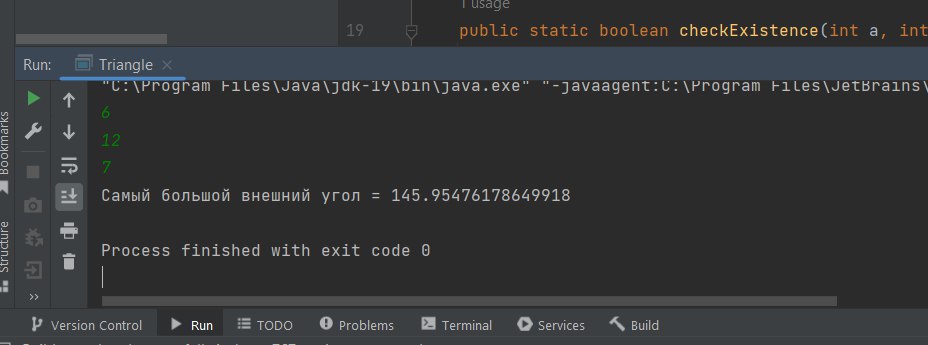 1 usage
19 public static boolean checkExistence(int a, int
Run: Triangle
"C:\Program Files\Java\jdk-19\bin\java.exe" "-javaagent:C:\Program Files\JetBrains\
6
12
7
Самый большой внешний угол = 145.95476178649918
Process finished with exit code 0
Bookmarks
Structure
Version Control Run TODO Problems Terminal Services Build